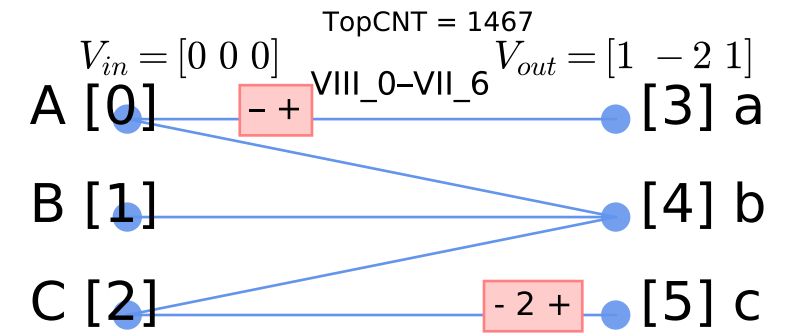 TopCNT = 1467
V_in = [0 0 0]
V_out = [1 −2 1]
VIII_0–VII_6
A [0]
– +
[3] a
B [1]
[4] b
C [2]
- 2 +
[5] c